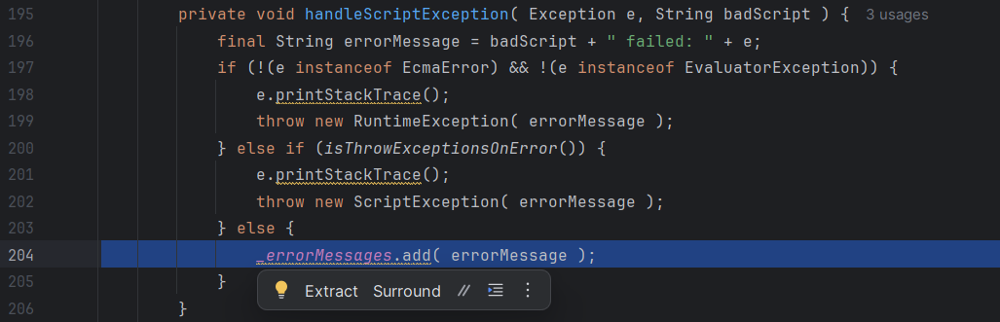 195 private void handleScriptException( Exception e, String badScript ) { 3 usages
196 final String errorMessage = badScript + " failed: " + e;
197 if (!(e instanceof EcmaError) && !(e instanceof EvaluatorException)) {
198 e.printStackTrace();
199 throw new RuntimeException( errorMessage );
200 } else if (isThrowExceptionsOnError()) {
201 e.printStackTrace();
202 throw new ScriptException( errorMessage );
203 } else {
204 _errorMessages.add( errorMessage );
205 }
Extract Surround //
206 }